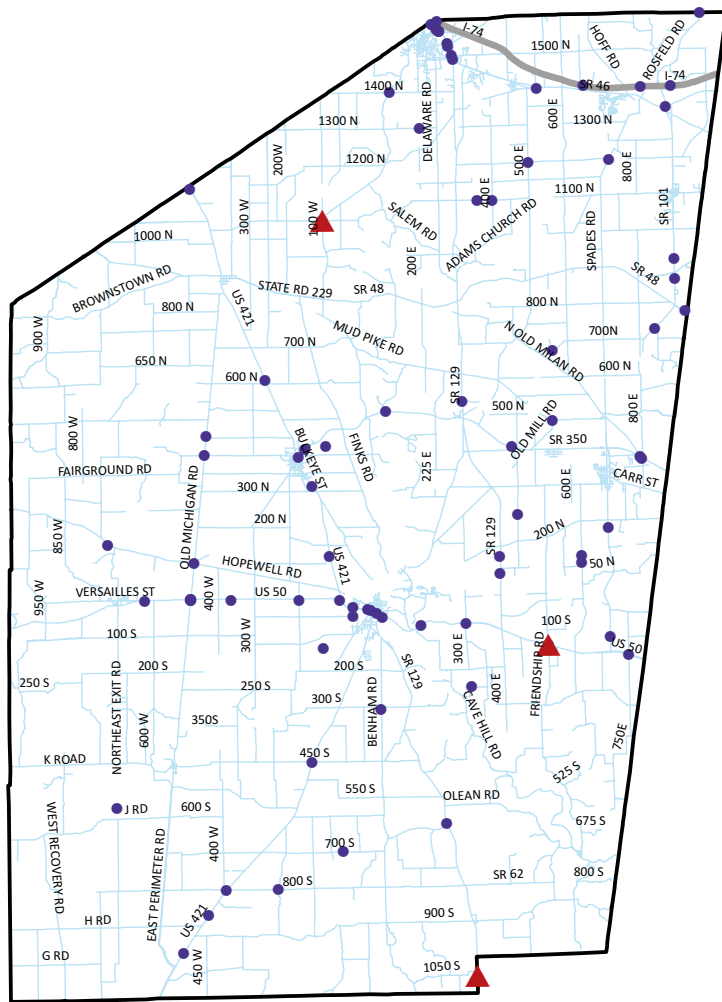 I-74
1500 N
HOFF RD
ROSFELD RD
I-74
SR 46
1400 N
DELAWARE RD
600 E
1300 N
1300 N
200W
1200 N
500 E
800 E
1100 N
400 E
SR 101
300 W
100 W
SALEM RD
ADAMS CHURCH RD
SPADES RD
1000 N
200 E
SR 48
BROWNSTOWN RD
STATE RD 229
SR 48
US 421
800 N
800 N
900 W
MUD PIKE RD
N OLD MILAN RD
700N
700 N
650 N
600 N
600 N
SR 129
500 N
800 E
OLD MILL RD
800 W
BUCKEYE ST
FINKS RD
SR 350
FAIRGROUND RD
225 E
CARR ST
OLD MICHIGAN RD
300 N
600 E
200 N
200 N
850 W
SR 129
HOPEWELL RD
US 421
50 N
VERSAILLES ST
950 W
400 W
US 50
100 S
100 S
300 W
300 E
FRIENDSHIP RD
US 50
200 S
200 S
SR 129
250 S
250 S
400 E
NORTHEAST EXIT RD
300 S
BENHAM RD
CAVE HILL RD
350S
600 W
750E
K ROAD
450 S
525 S
550 S
OLEAN RD
J RD
600 S
WEST RECOVERY RD
675 S
EAST PERIMETER RD
400 W
700 S
800 S
SR 62
800 S
H RD
US 421
900 S
G RD
450 W
1050 S